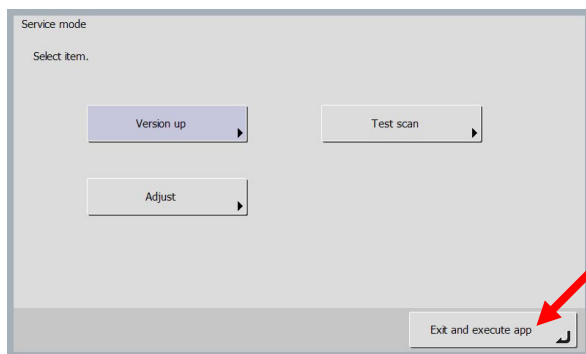 Service mode
Select item.
Version up
Test scan
Adjust
Exit and execute app